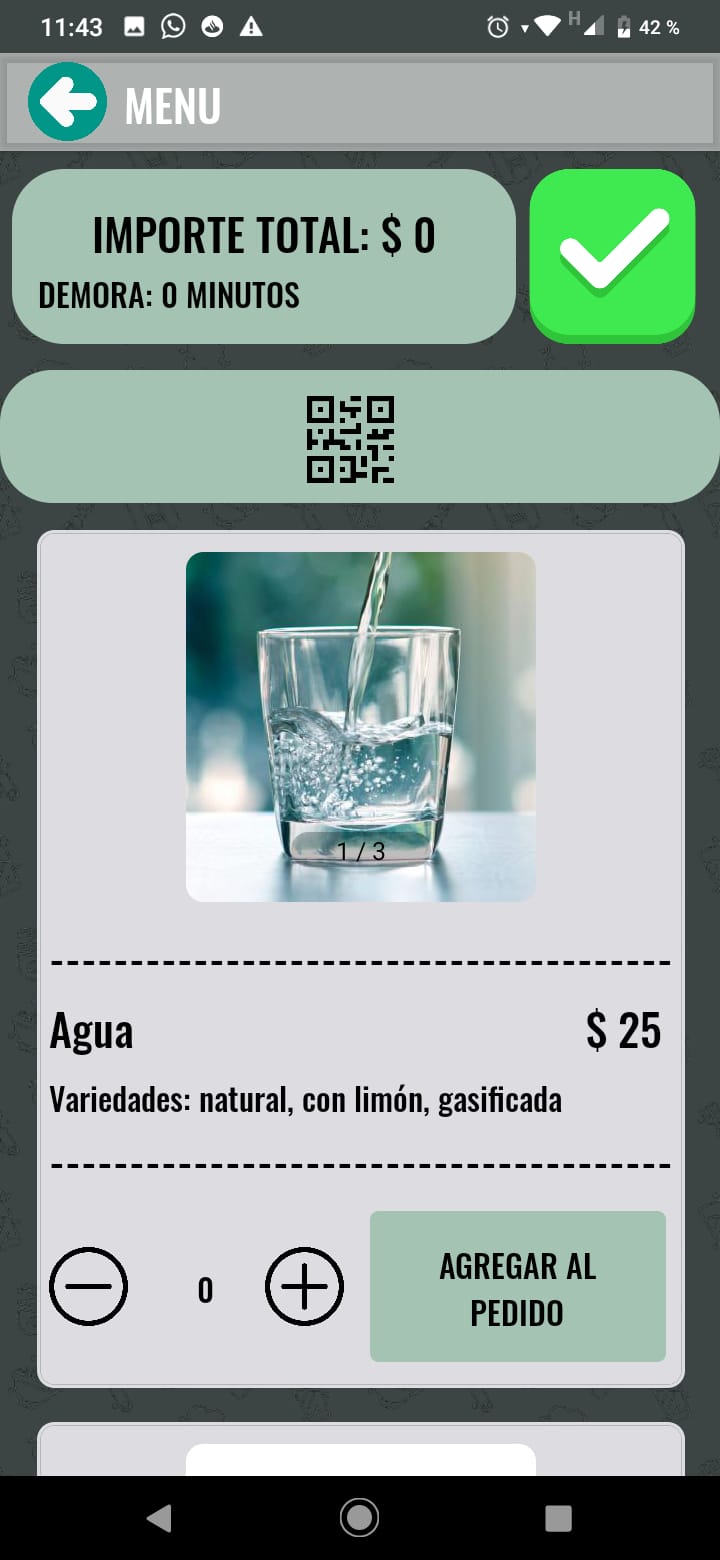 11:43
H
42 %
MENU
IMPORTE TOTAL: $ 0
DEMORA: 0 MINUTOS
1 / 3
Agua
$ 25
Variedades: natural, con limón, gasificada
0
AGREGAR AL
PEDIDO